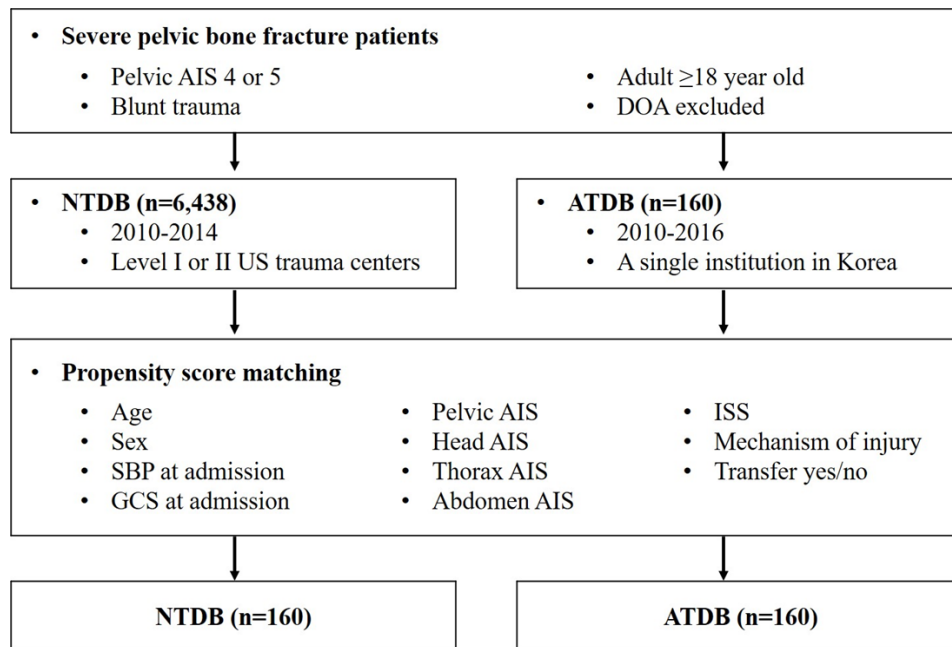 • Severe pelvic bone fracture patients
• Pelvic AIS 4 or 5
• Blunt trauma
• Adult ≥18 year old
• DOA excluded
• NTDB (n=6,438)
• 2010-2014
• Level I or II US trauma centers
• ATDB (n=160)
• 2010-2016
• A single institution in Korea
• Propensity score matching
• Age
• Sex
• SBP at admission
• GCS at admission
• Pelvic AIS
• Head AIS
• Thorax AIS
• Abdomen AIS
• ISS
• Mechanism of injury
• Transfer yes/no
NTDB (n=160)
ATDB (n=160)